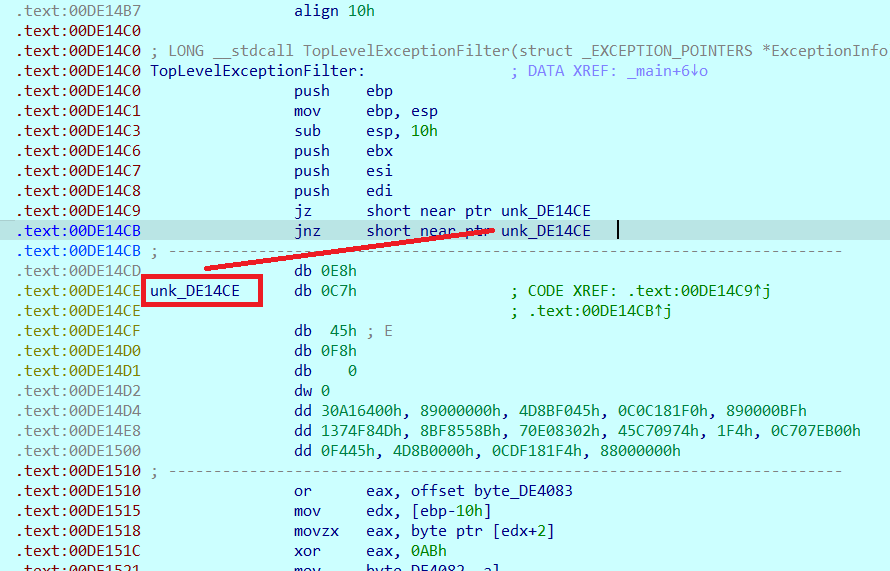 .text:00DE14B7 align 10h
.text:00DE14C0
.text:00DE14C0 ; LONG __stdcall TopLevelExceptionFilter(struct _EXCEPTION_POINTERS *ExceptionInfo
.text:00DE14C0 TopLevelExceptionFilter: ; DATA XREF: _main+6↓o
.text:00DE14C0 push ebp
.text:00DE14C1 mov ebp, esp
.text:00DE14C3 sub esp, 10h
.text:00DE14C6 push ebx
.text:00DE14C7 push esi
.text:00DE14C8 push edi
.text:00DE14C9 jz short near ptr unk_DE14CE
.text:00DE14CB jnz short near ptr unk_DE14CE
.text:00DE14CB ; ---------------------------------------------------------------------------
.text:00DE14CD db 0E8h
.text:00DE14CE unk_DE14CE db 0C7h ; CODE XREF: .text:00DE14C9↑j
.text:00DE14CE ; .text:00DE14CB↑j
.text:00DE14CF db 45h ; E
.text:00DE14D0 db 0F8h
.text:00DE14D1 db 0
.text:00DE14D2 dw 0
.text:00DE14D4 dd 30A16400h, 89000000h, 4D8BF045h, 0C0C181F0h, 890000BFh
.text:00DE14E8 dd 1374F84Dh, 8BF8558Bh, 70E08302h, 45C70974h, 1F4h, 0C707EB00h
.text:00DE1500 dd 0F445h, 4D8B0000h, 0CDF181F4h, 88000000h
.text:00DE1510 ; ---------------------------------------------------------------------------
.text:00DE1510 or eax, offset byte_DE4083
.text:00DE1515 mov edx, [ebp-10h]
.text:00DE1518 movzx eax, byte ptr [edx+2]
.text:00DE151C xor eax, 0ABh
.text:00DE1521 mov byte_DE4082, al